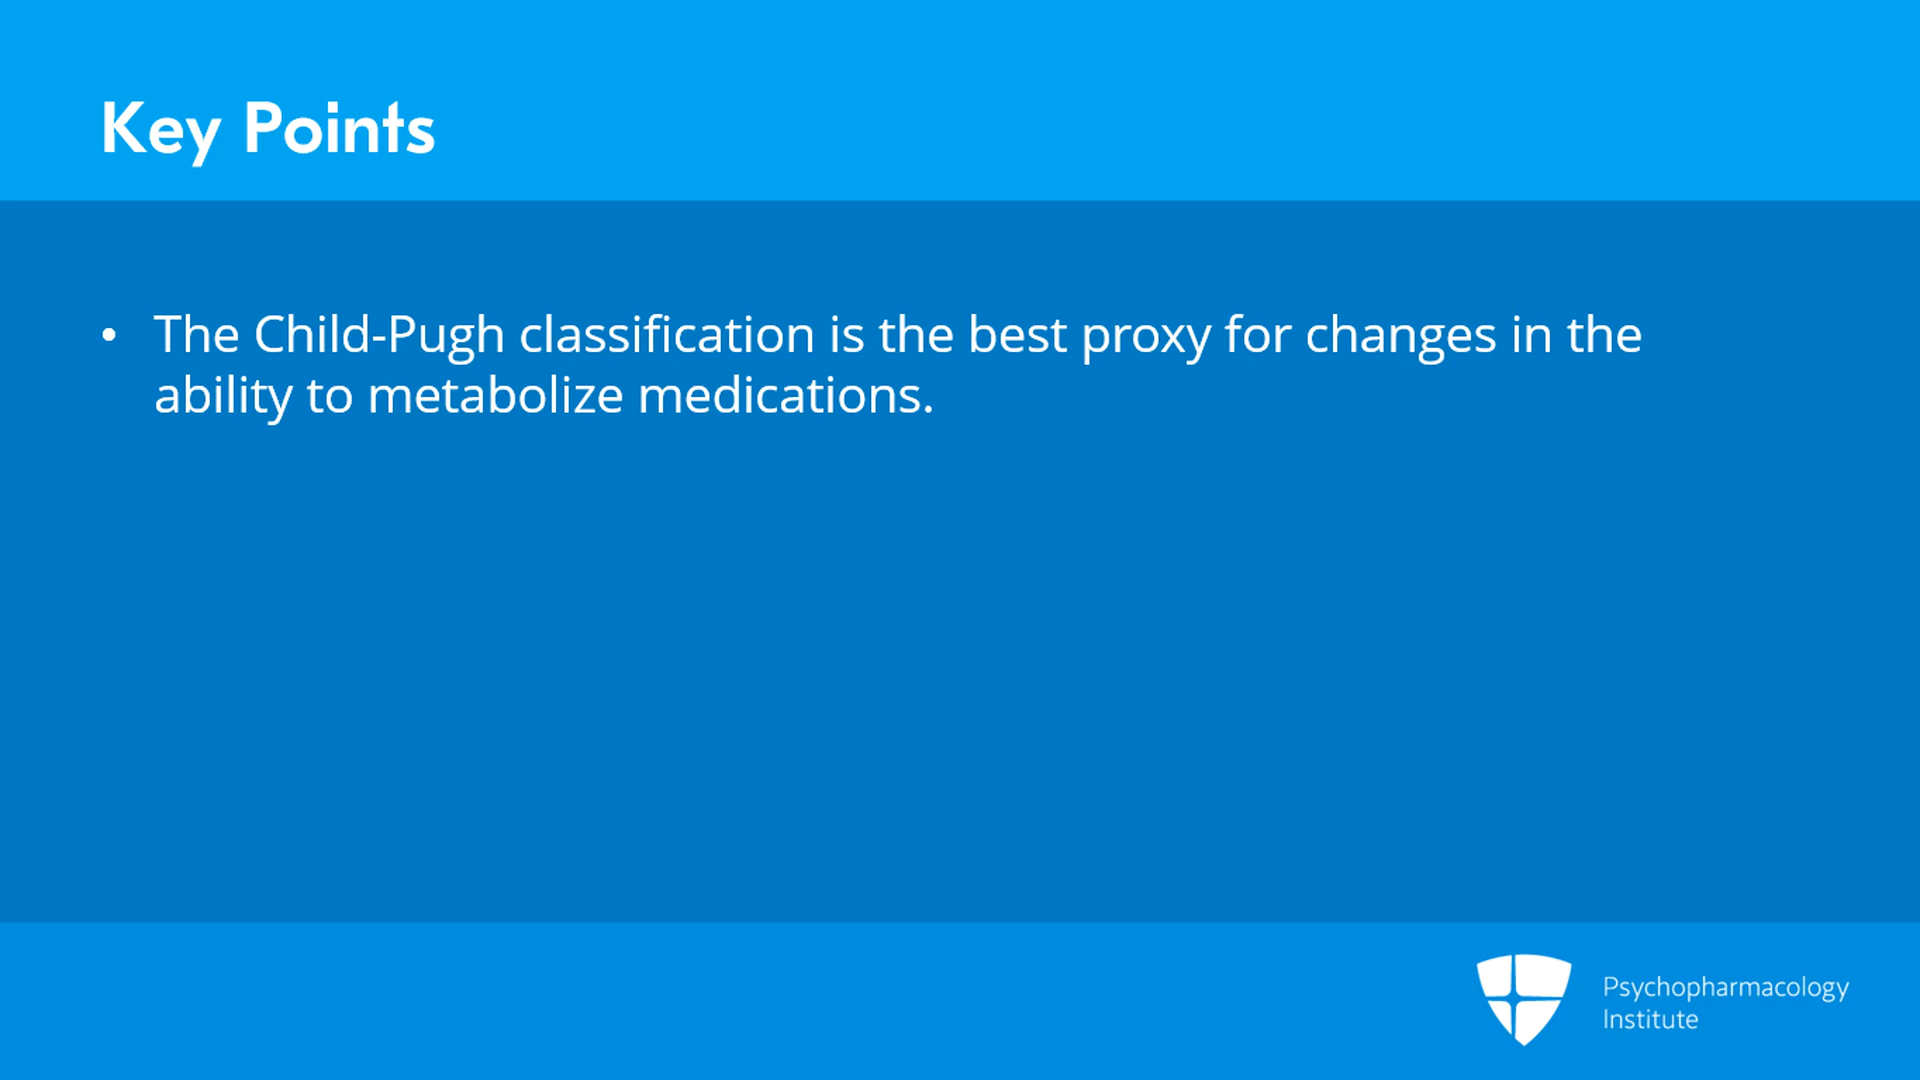 Key Points
• The Child-Pugh classification is the best proxy for changes in the
ability to metabolize medications.
Psychopharmacology
Institute